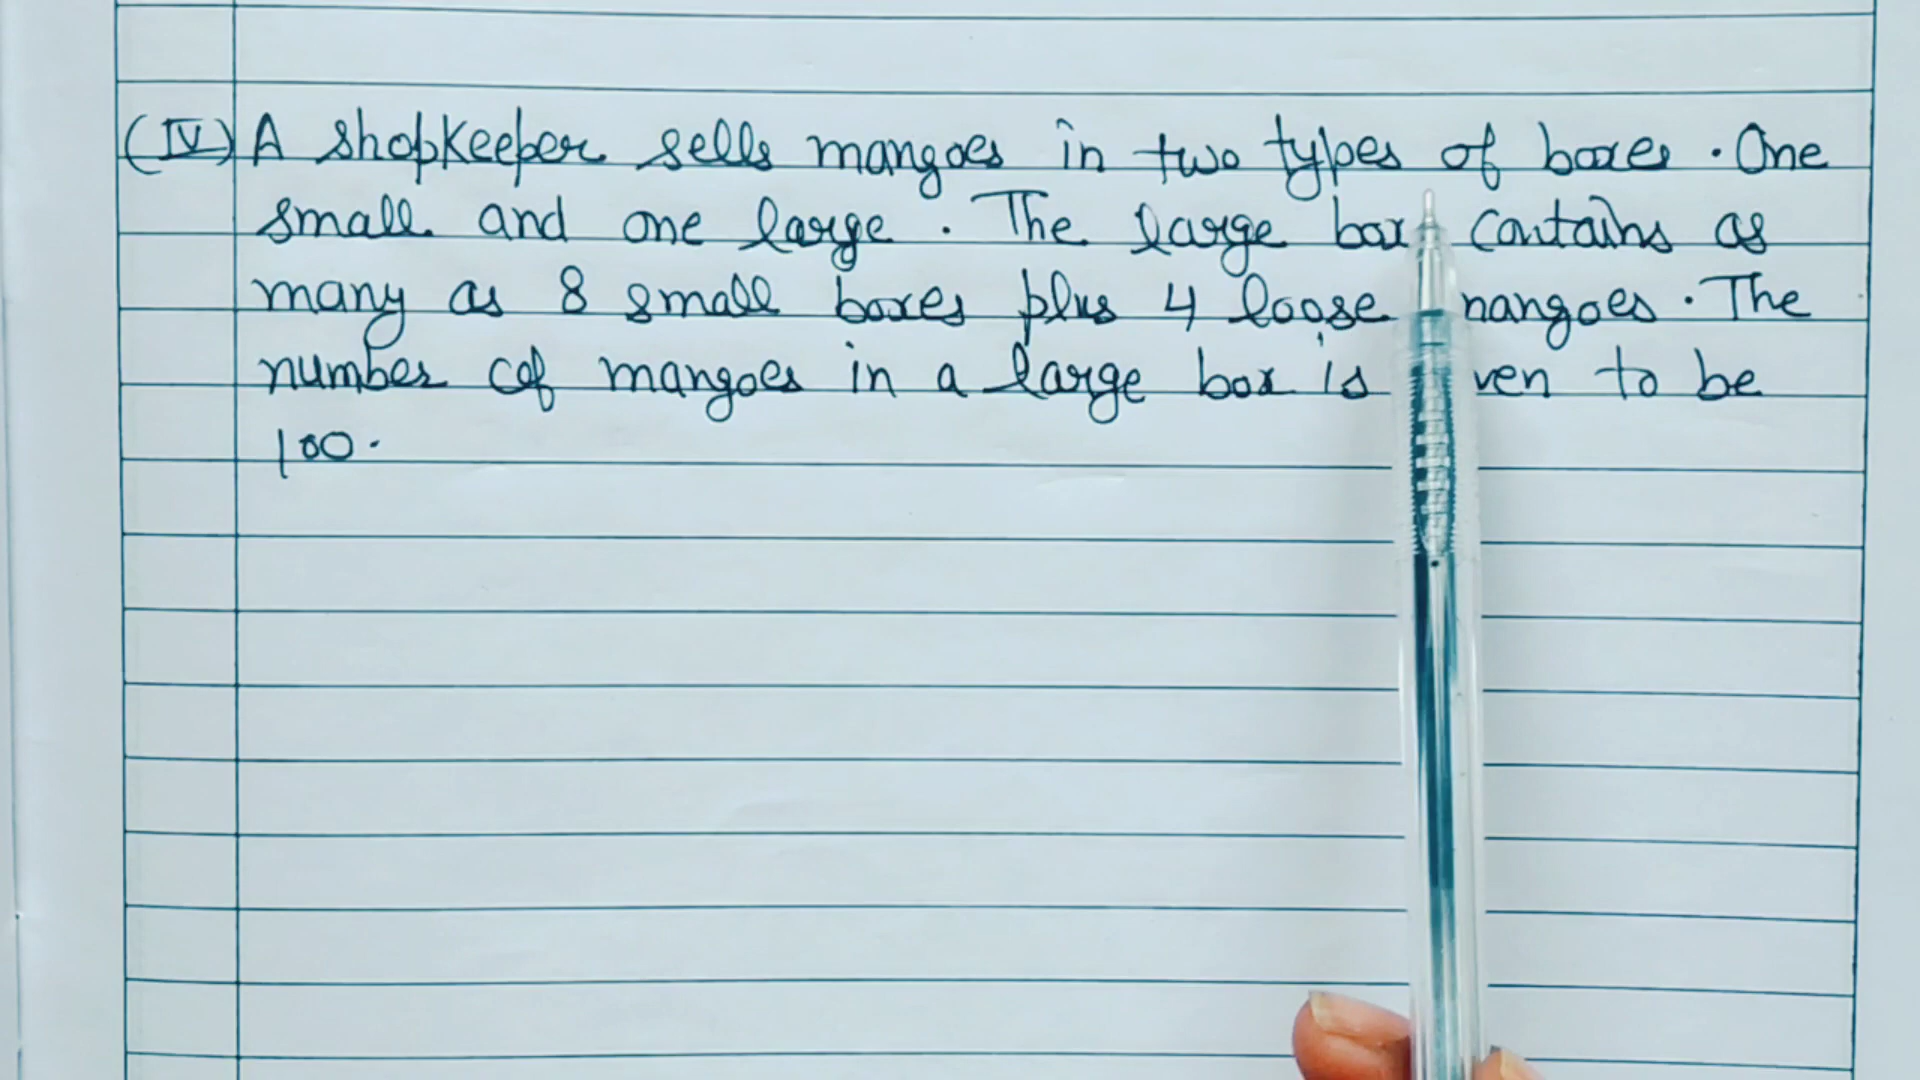 (IV) A shopkeeper sells mangoes in two types of boxes. One
small and one large. The large box contains as
many as 8 small boxes plus 4 loose mangoes. The
number of mangoes in a large box is to be
100.